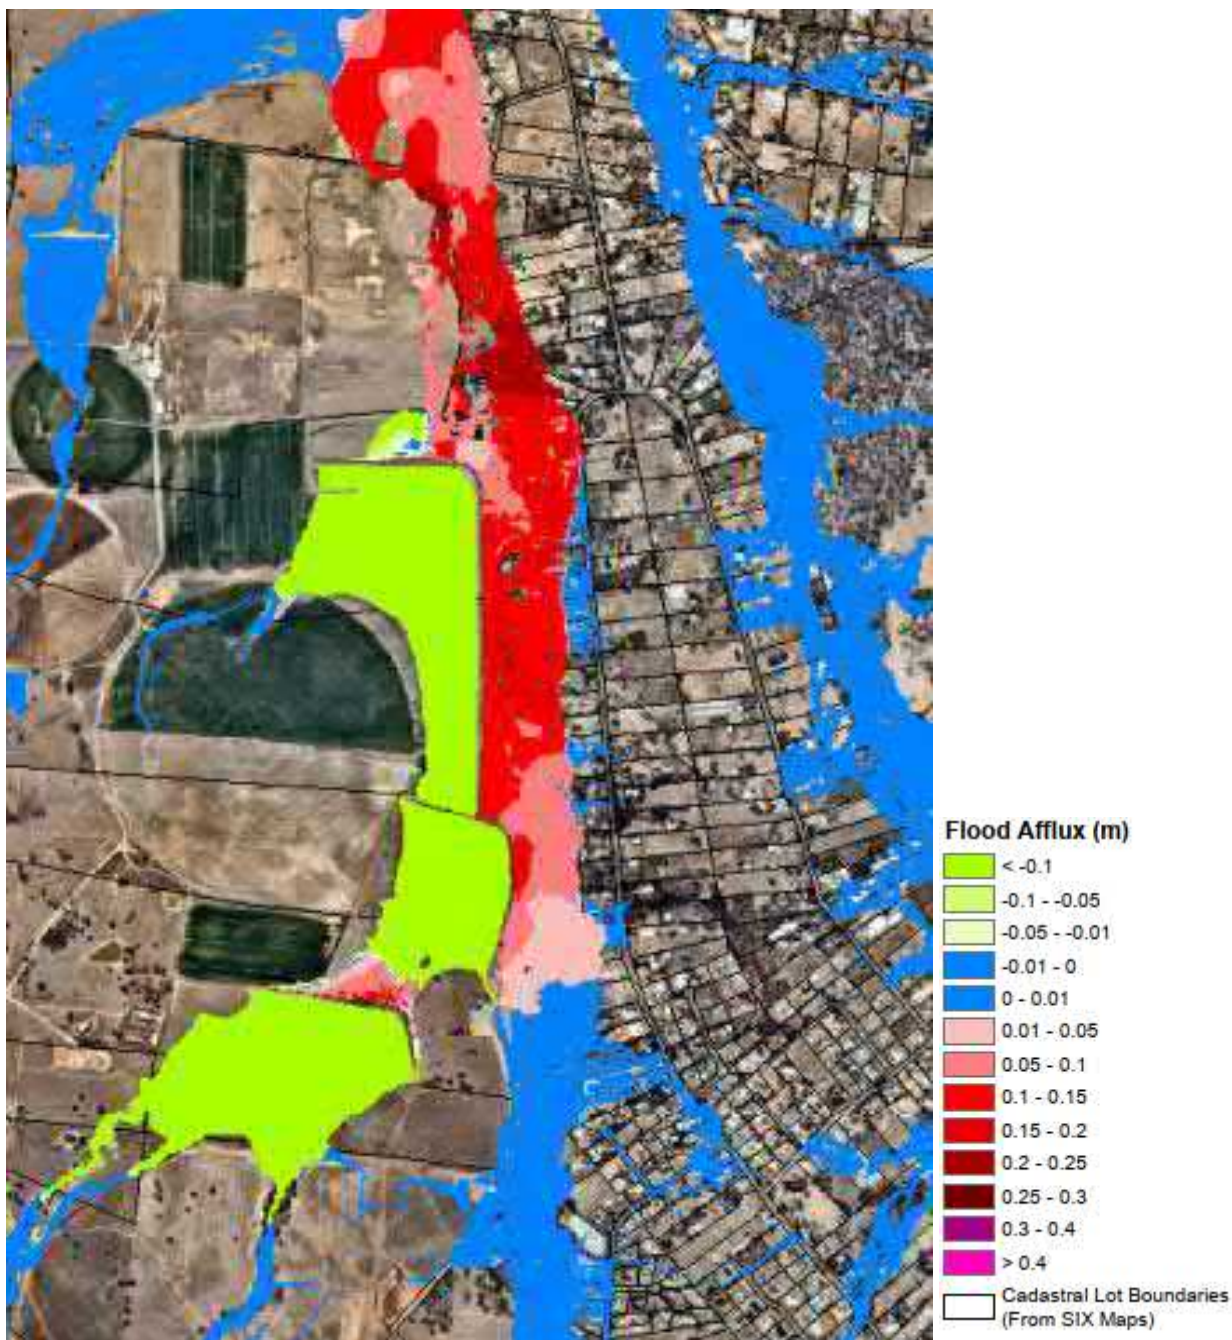 Flood Afflux (m)
< -0.1
-0.1 - -0.05
-0.05 - -0.01
-0.01 - 0
0 - 0.01
0.01 - 0.05
0.05 - 0.1
0.1 - 0.15
0.15 - 0.2
0.2 - 0.25
0.25 - 0.3
0.3 - 0.4
> 0.4
Cadastral Lot Boundaries
(From SIX Maps)